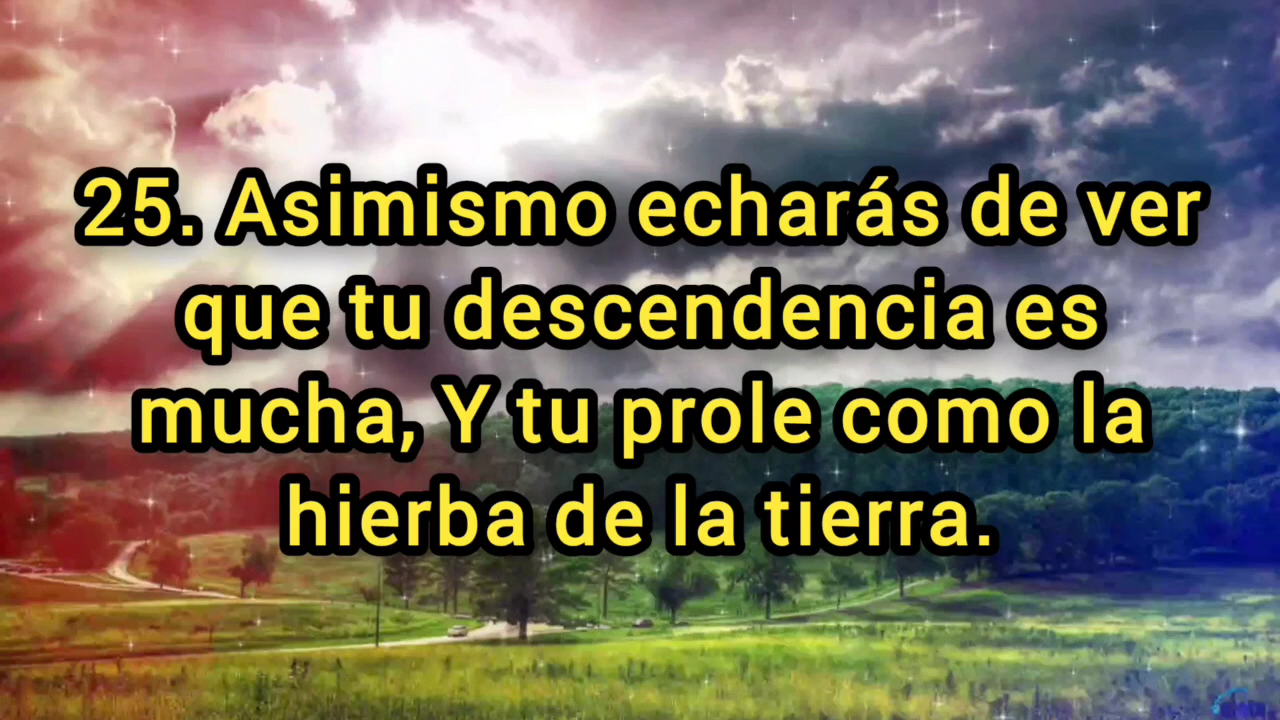 25. Asimismo echarás de ver
que tu descendencia es
mucha, Y tu prole como la
hierba de la tierra.